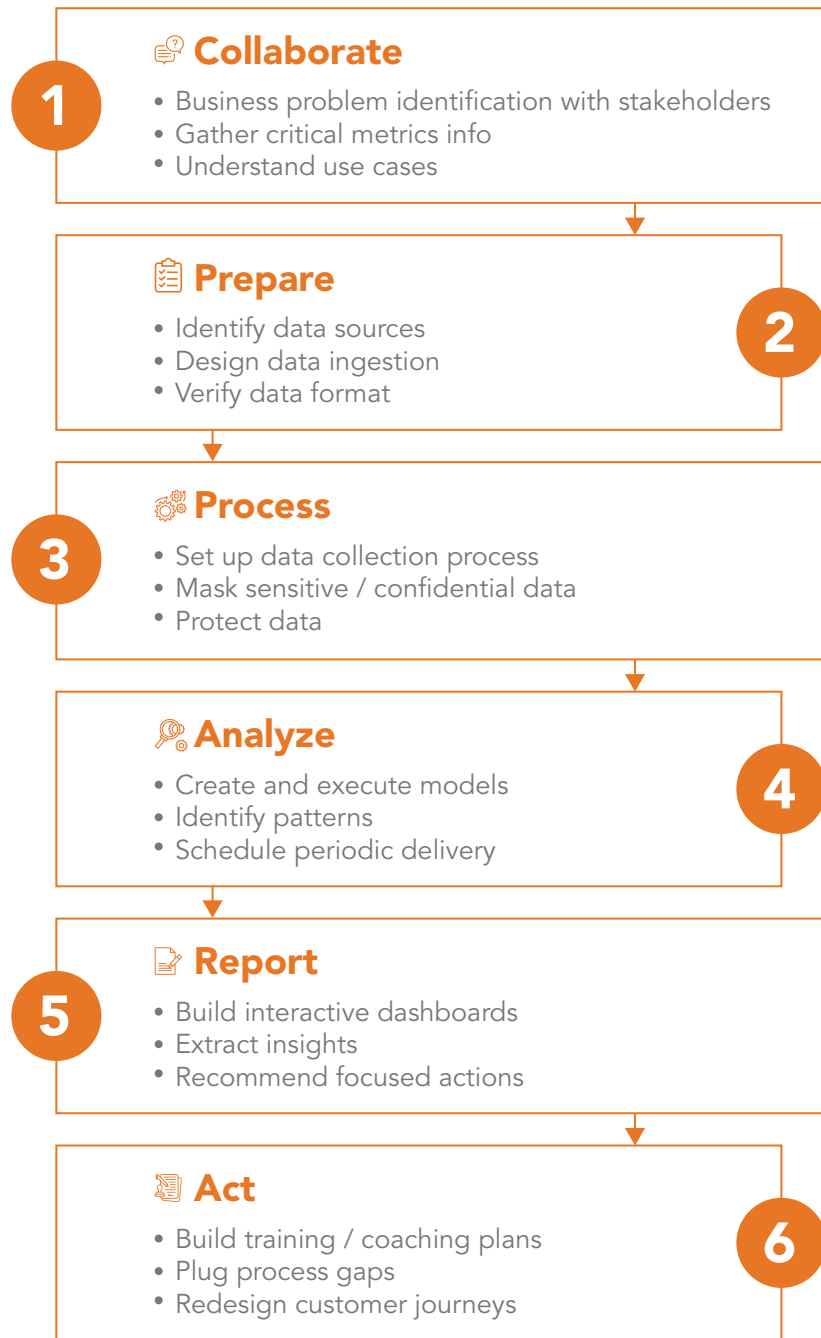 1
Collaborate
• Business problem identification with stakeholders
• Gather critical metrics info
• Understand use cases
2
Prepare
• Identify data sources
• Design data ingestion
• Verify data format
3
Process
• Set up data collection process
• Mask sensitive / confidential data
• Protect data
4
Analyze
• Create and execute models
• Identify patterns
• Schedule periodic delivery
5
Report
• Build interactive dashboards
• Extract insights
• Recommend focused actions
6
Act
• Build training / coaching plans
• Plug process gaps
• Redesign customer journeys